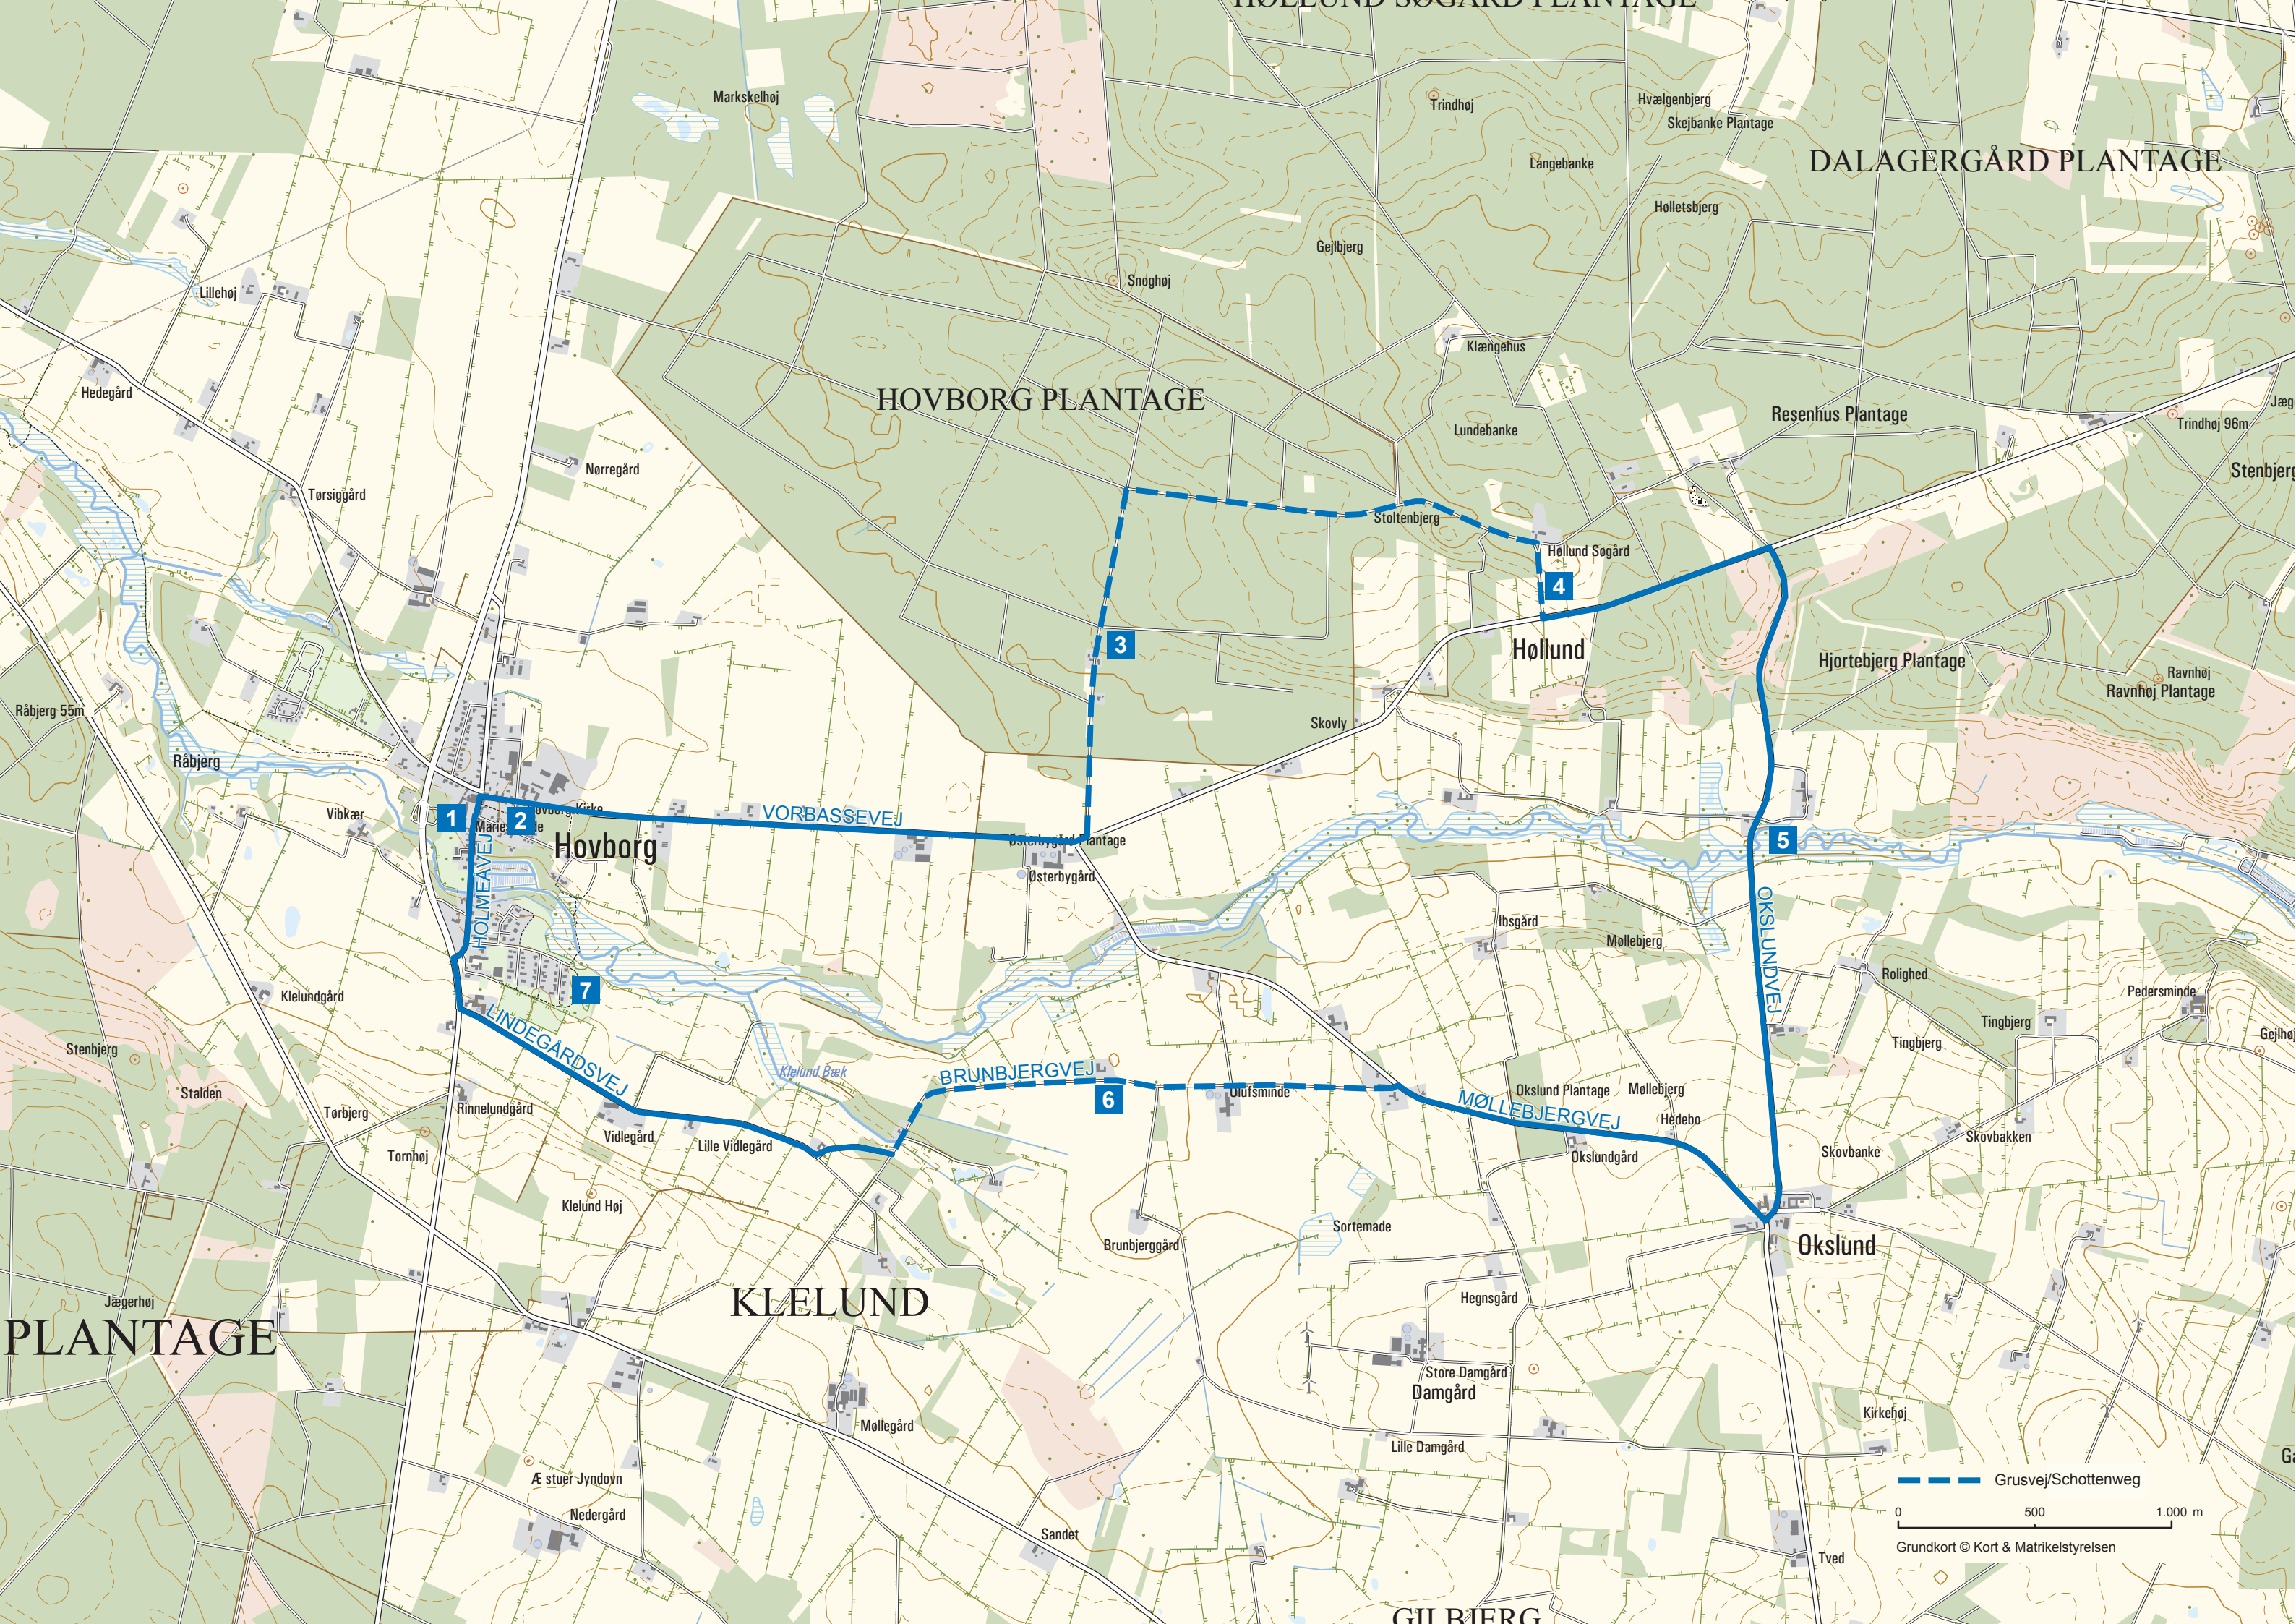 HØLLUND SØGÅRD PLANTAGE
Markskelhøj
Trindhøj
Hvælgenbjerg
Skejbanke Plantage
Langebanke
DALAGERGÅRD PLANTAGE
Hølletsbjerg
Gejlbjerg
Snoghøj
Lillehøj
Klængehus
Hedegård
HOVBORG PLANTAGE
Resenhus Plantage
Jæg
Trindhøj 96m
Lundebanke
Nørregård
Stenbjerg
Tørsiggård
Stoltenbjerg
Høllund Søgård
4
3
Høllund
Hjortebjerg Plantage
Ravnhøj
Ravnhøj Plantage
Råbjerg 55m
Skovly
Råbjerg
Vibkær
1
2
VORBASSEVEJ
Hovborg
Østerbygård Plantage
5
HOLMEAVEJ
Østerbygård
OKSLUNDVEJ
Ibsgård
Møllebjerg
Rolighed
Klelundgård
7
Pedersminde
LINDEGÅRDSVEJ
Tingbjerg
Tingbjerg
Gejlhøj
Stenbjerg
Stalden
Klelund Bæk
BRUNBJERGVEJ
6
Olufsminde
Okslund Plantage
Møllebjerg
MØLLEBJERGVEJ
Hedebo
Tørbjerg
Rinnelundgård
Vidlegård
Lille Vidlegård
Okslundgård
Skovbakken
Skovbanke
Tornhøj
Klelund Høj
Sortemade
Brunbjerggård
Okslund
KLELUND
Hegnsgård
Jægerhøj
PLANTAGE
Store Damgård
Damgård
Kirkehøj
Møllegård
Lille Damgård
Æ stuer Jyndovn
Nedergård
Sandet
Tved
GILBJERG
Grusvej/Schottenweg
0 500 1.000 m
Grundkort © Kort & Matrikelstyrelsen